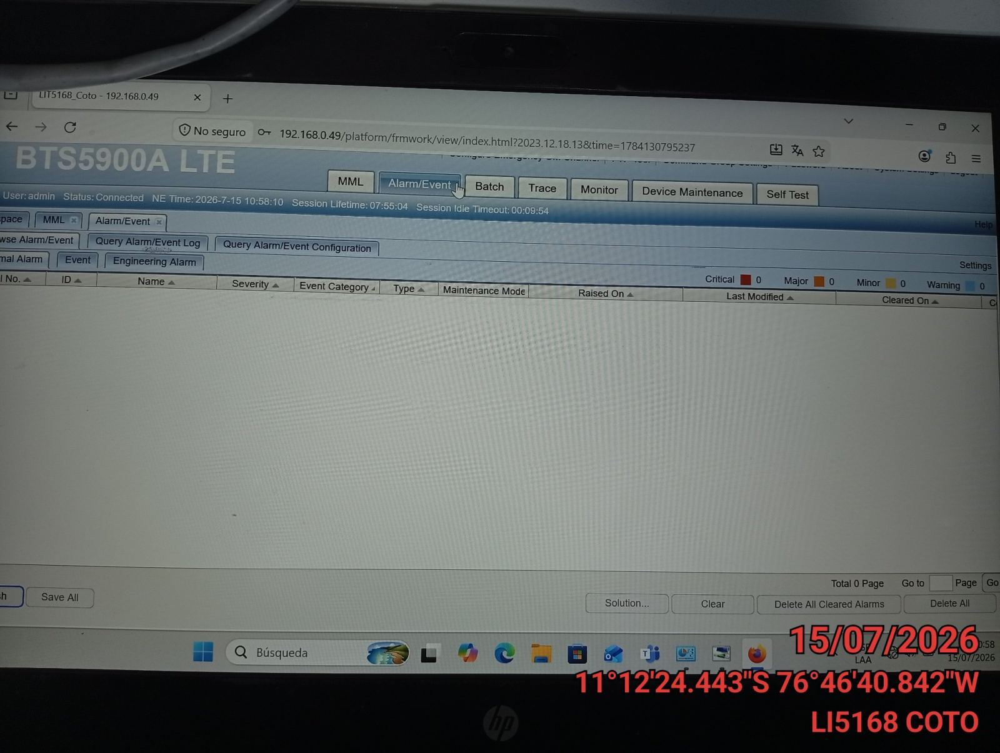 LIT5168_Coto - 192.168.0.49
No seguro 192.168.0.49/platform/frmwork/view/index.html?2023.12.18.13&time=1784130795237
BTS5900A LTE
MML Alarm/Event Batch Trace Monitor Device Maintenance Self Test
User: admin Status: Connected NE Time: 2026-7-15 10:58:10 Session Lifetime: 07:55:04 Session Idle Timeout: 00:09:54
Help
pace MML Alarm/Event
wse Alarm/Event Query Alarm/Event Log Query Alarm/Event Configuration
mal Alarm Event Engineering Alarm
Settings
Critical 0 Major 0 Minor 0 Warning 0
l No. ID Name Severity Event Category Type Maintenance Mode Raised On Last Modified Cleared On C
Total 0 Page Go to Page Go
sh Save All Solution... Clear Delete All Cleared Alarms Delete All
Búsqueda
LAA
0:58
15/07/2026
15/07/2026
11°12'24.443"S 76°46'40.842"W
LI5168 COTO
hp